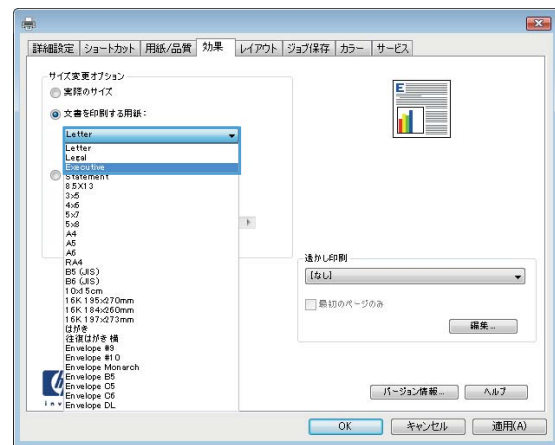 詳細設定 ショートカット 用紙/品質 効果 レイアウト ジョブ保存 カラー サービス
サイズ変更オプション
実際のサイズ
文書を印刷する用紙:
Letter
Letter
Legal
Executive
Statement
8.5X13
3x5
4x6
5x7
5x8
A4
A5
A6
RA4
B5 (JIS)
B6 (JIS)
10x15cm
16K 195x270mm
16K 184x260mm
16K 197x273mm
はがき
往復はがき 横
Envelope #9
Envelope #10
Envelope Monarch
Envelope B5
Envelope C5
Envelope C6
Envelope DL
E
透かし印刷
[なし]
最初のページのみ
編集...
バージョン情報... ヘルプ
OK キャンセル 適用(A)